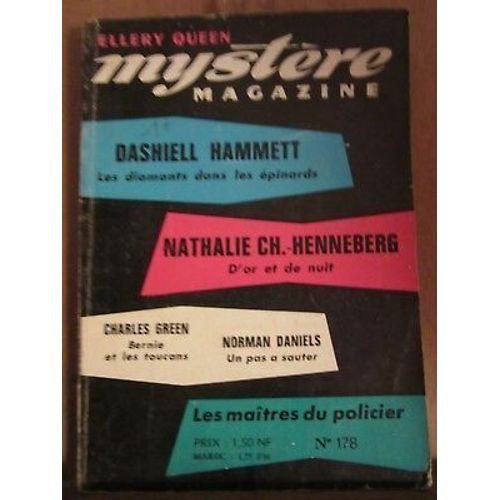 ELLERY QUEEN
mystère
MAGAZINE
DASHIELL HAMMETT
Les diamants dans les épinards
NATHALIE CH.-HENNEBERG
D'or et de nuit
CHARLES GREEN
Bernie
et les toucans
NORMAN DANIELS
Un pas a sauter
Les maîtres du policier
PRIX : 1,50 NF N° 178
MAROC :